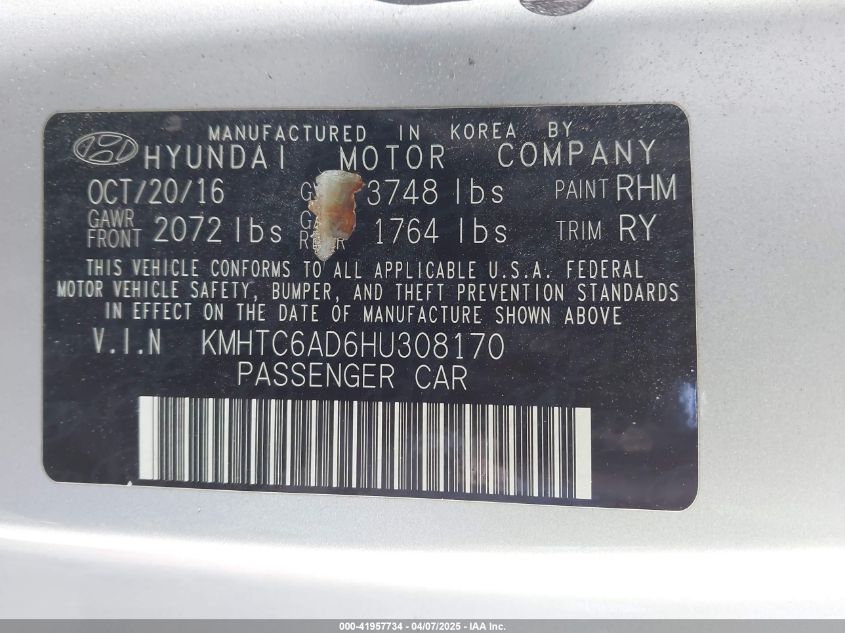 MANUFACTURED IN KOREA BY
HYUNDAI MOTOR COMPANY
OCT/20/16 3748 lbs PAINT RHM
GAWR FRONT 2072 lbs 1764 lbs TRIM RY
THIS VEHICLE CONFORMS TO ALL APPLICABLE U.S.A. FEDERAL
MOTOR VEHICLE SAFETY, BUMPER, AND THEFT PREVENTION STANDARDS
IN EFFECT ON THE DATE OF MANUFACTURE SHOWN ABOVE
V.I.N KMHTC6AD6HU308170
PASSENGER CAR
000-41957734 - 04/07/2025 - IAA Inc.